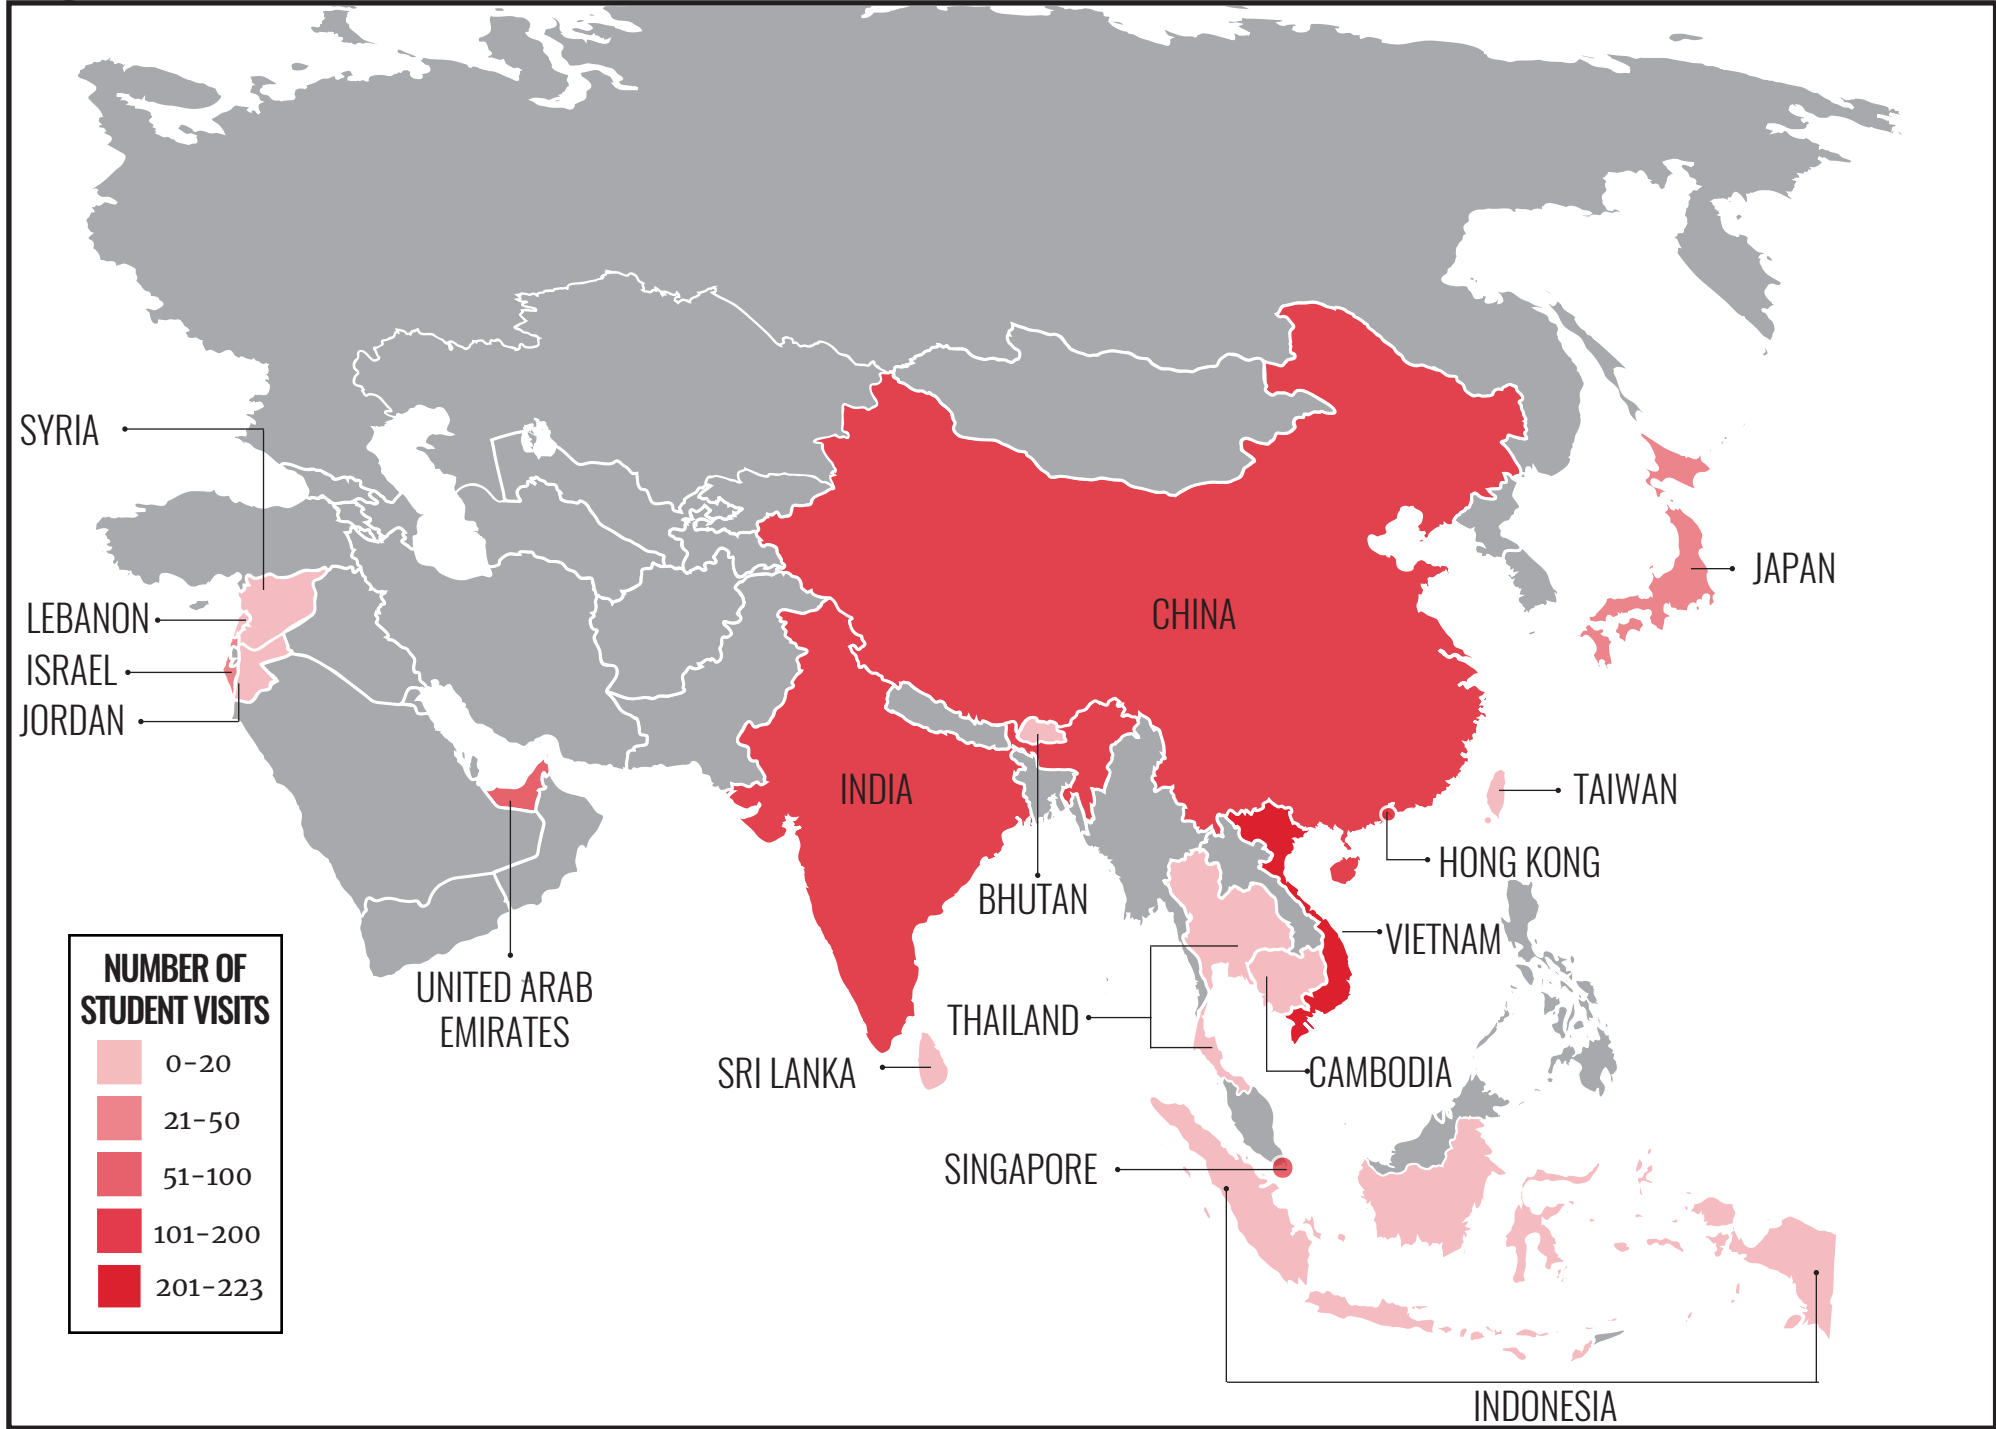 SYRIA
LEBANON
ISRAEL
JORDAN
JAPAN
CHINA
INDIA
TAIWAN
HONG KONG
BHUTAN
VIETNAM
UNITED ARAB
EMIRATES
THAILAND
SRI LANKA
CAMBODIA
SINGAPORE
INDONESIA
NUMBER OF
STUDENT VISITS
0-20
21-50
51-100
101-200
201-223